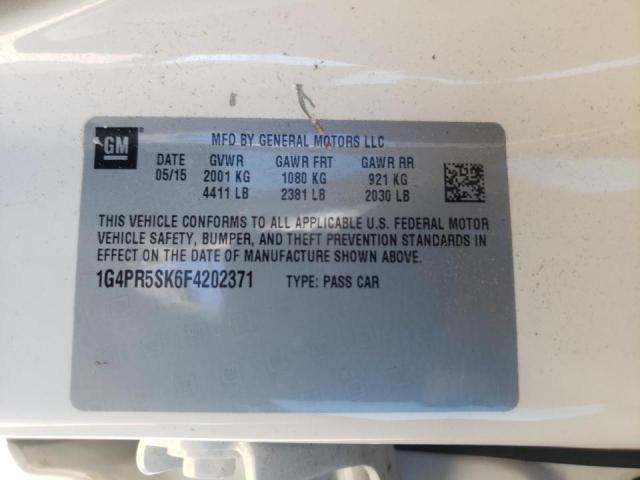 GM
MFD BY GENERAL MOTORS LLC
DATE GVWR GAWR FRT GAWR RR
05/15 2001 KG 1080 KG 921 KG
4411 LB 2381 LB 2030 LB
THIS VEHICLE CONFORMS TO ALL APPLICABLE U.S. FEDERAL MOTOR
VEHICLE SAFETY, BUMPER, AND THEFT PREVENTION STANDARDS IN
EFFECT ON THE DATE OF MANUFACTURE SHOWN ABOVE.
1G4PR5SK6F4202371 TYPE: PASS CAR